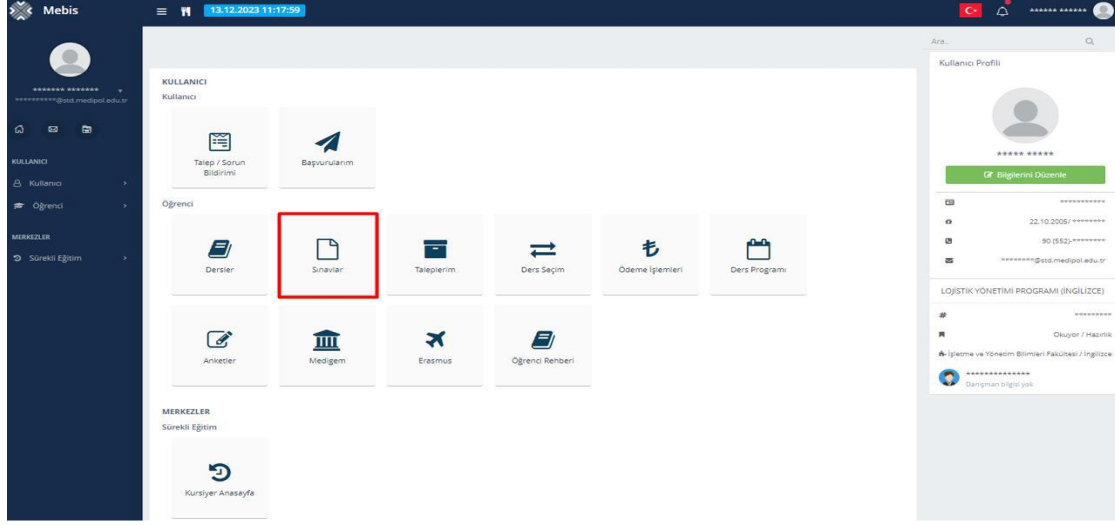 Mebis
13.12.2023 11:17:59
****** ******
******* *******
**********@std.medipol.edu.tr
KULLANICI
Kullanıcı
Öğrenci
MERKEZLER
Sürekli Eğitim
KULLANICI
Kullanıcı
Talep / Sorun
Bildirimi
Başvurularım
Öğrenci
Dersler
Sınavlar
Taleplerim
Ders Seçim
Ödeme İşlemleri
Ders Programı
Anketler
Medigem
Erasmus
Öğrenci Rehberi
MERKEZLER
Sürekli Eğitim
Kursiyer Anasayfa
Ara..
Kullanıcı Profili
***** *****
Bilgilerini Düzenle
***********
22.10.2005/ ********
90 (552)-********
********@std.medipol.edu.tr
LOJİSTİK YÖNETİMİ PROGRAMI (İNGİLİZCE)
# *********
Okuyor / Hazırlık
İşletme ve Yönetim Bilimleri Fakültesi / İngilizce
**************
Danışman bilgisi yok